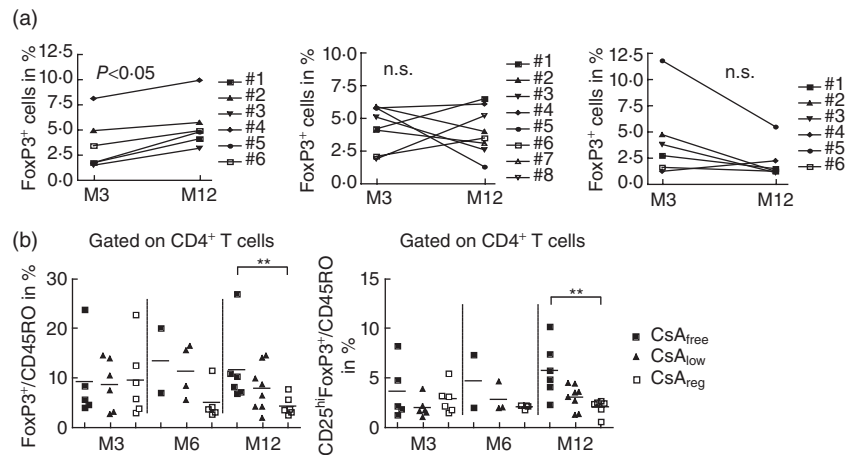 (a)
FoxP3+ cells in %
12·5
10·0
7·5
5·0
2·5
0·0
P<0·05
M3 M12
#1
#2
#3
#4
#5
#6
FoxP3+ cells in %
10·0
7·5
5·0
2·5
0·0
n.s.
M3 M12
#1
#2
#3
#4
#5
#6
#7
#8
FoxP3+ cells in %
12·5
10·0
7·5
5·0
2·5
0·0
n.s.
M3 M12
#1
#2
#3
#4
#5
#6
(b)
Gated on CD4+ T cells
FoxP3+/CD45RO in %
30
20
10
0
**
M3 M6 M12
Gated on CD4+ T cells
CD25hiFoxP3+/CD45RO
in %
15
10
5
0
**
M3 M6 M12
CsAfree
CsAlow
CsAreg